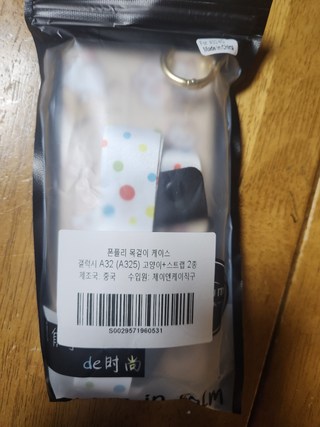 Made in China
폰플리 목걸이 케이스
갤럭시 A32 (A325) 고양이+스트랩 2종
제조국: 중국 수입원: 제이앤케이직구
S0029571960531
de时尚